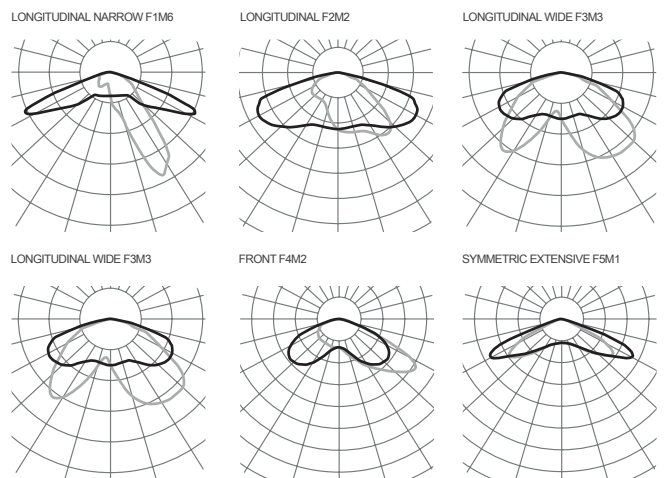 LONGITUDINAL NARROW F1M6
LONGITUDINAL F2M2
LONGITUDINAL WIDE F3M3
LONGITUDINAL WIDE F3M3
FRONT F4M2
SYMMETRIC EXTENSIVE F5M1